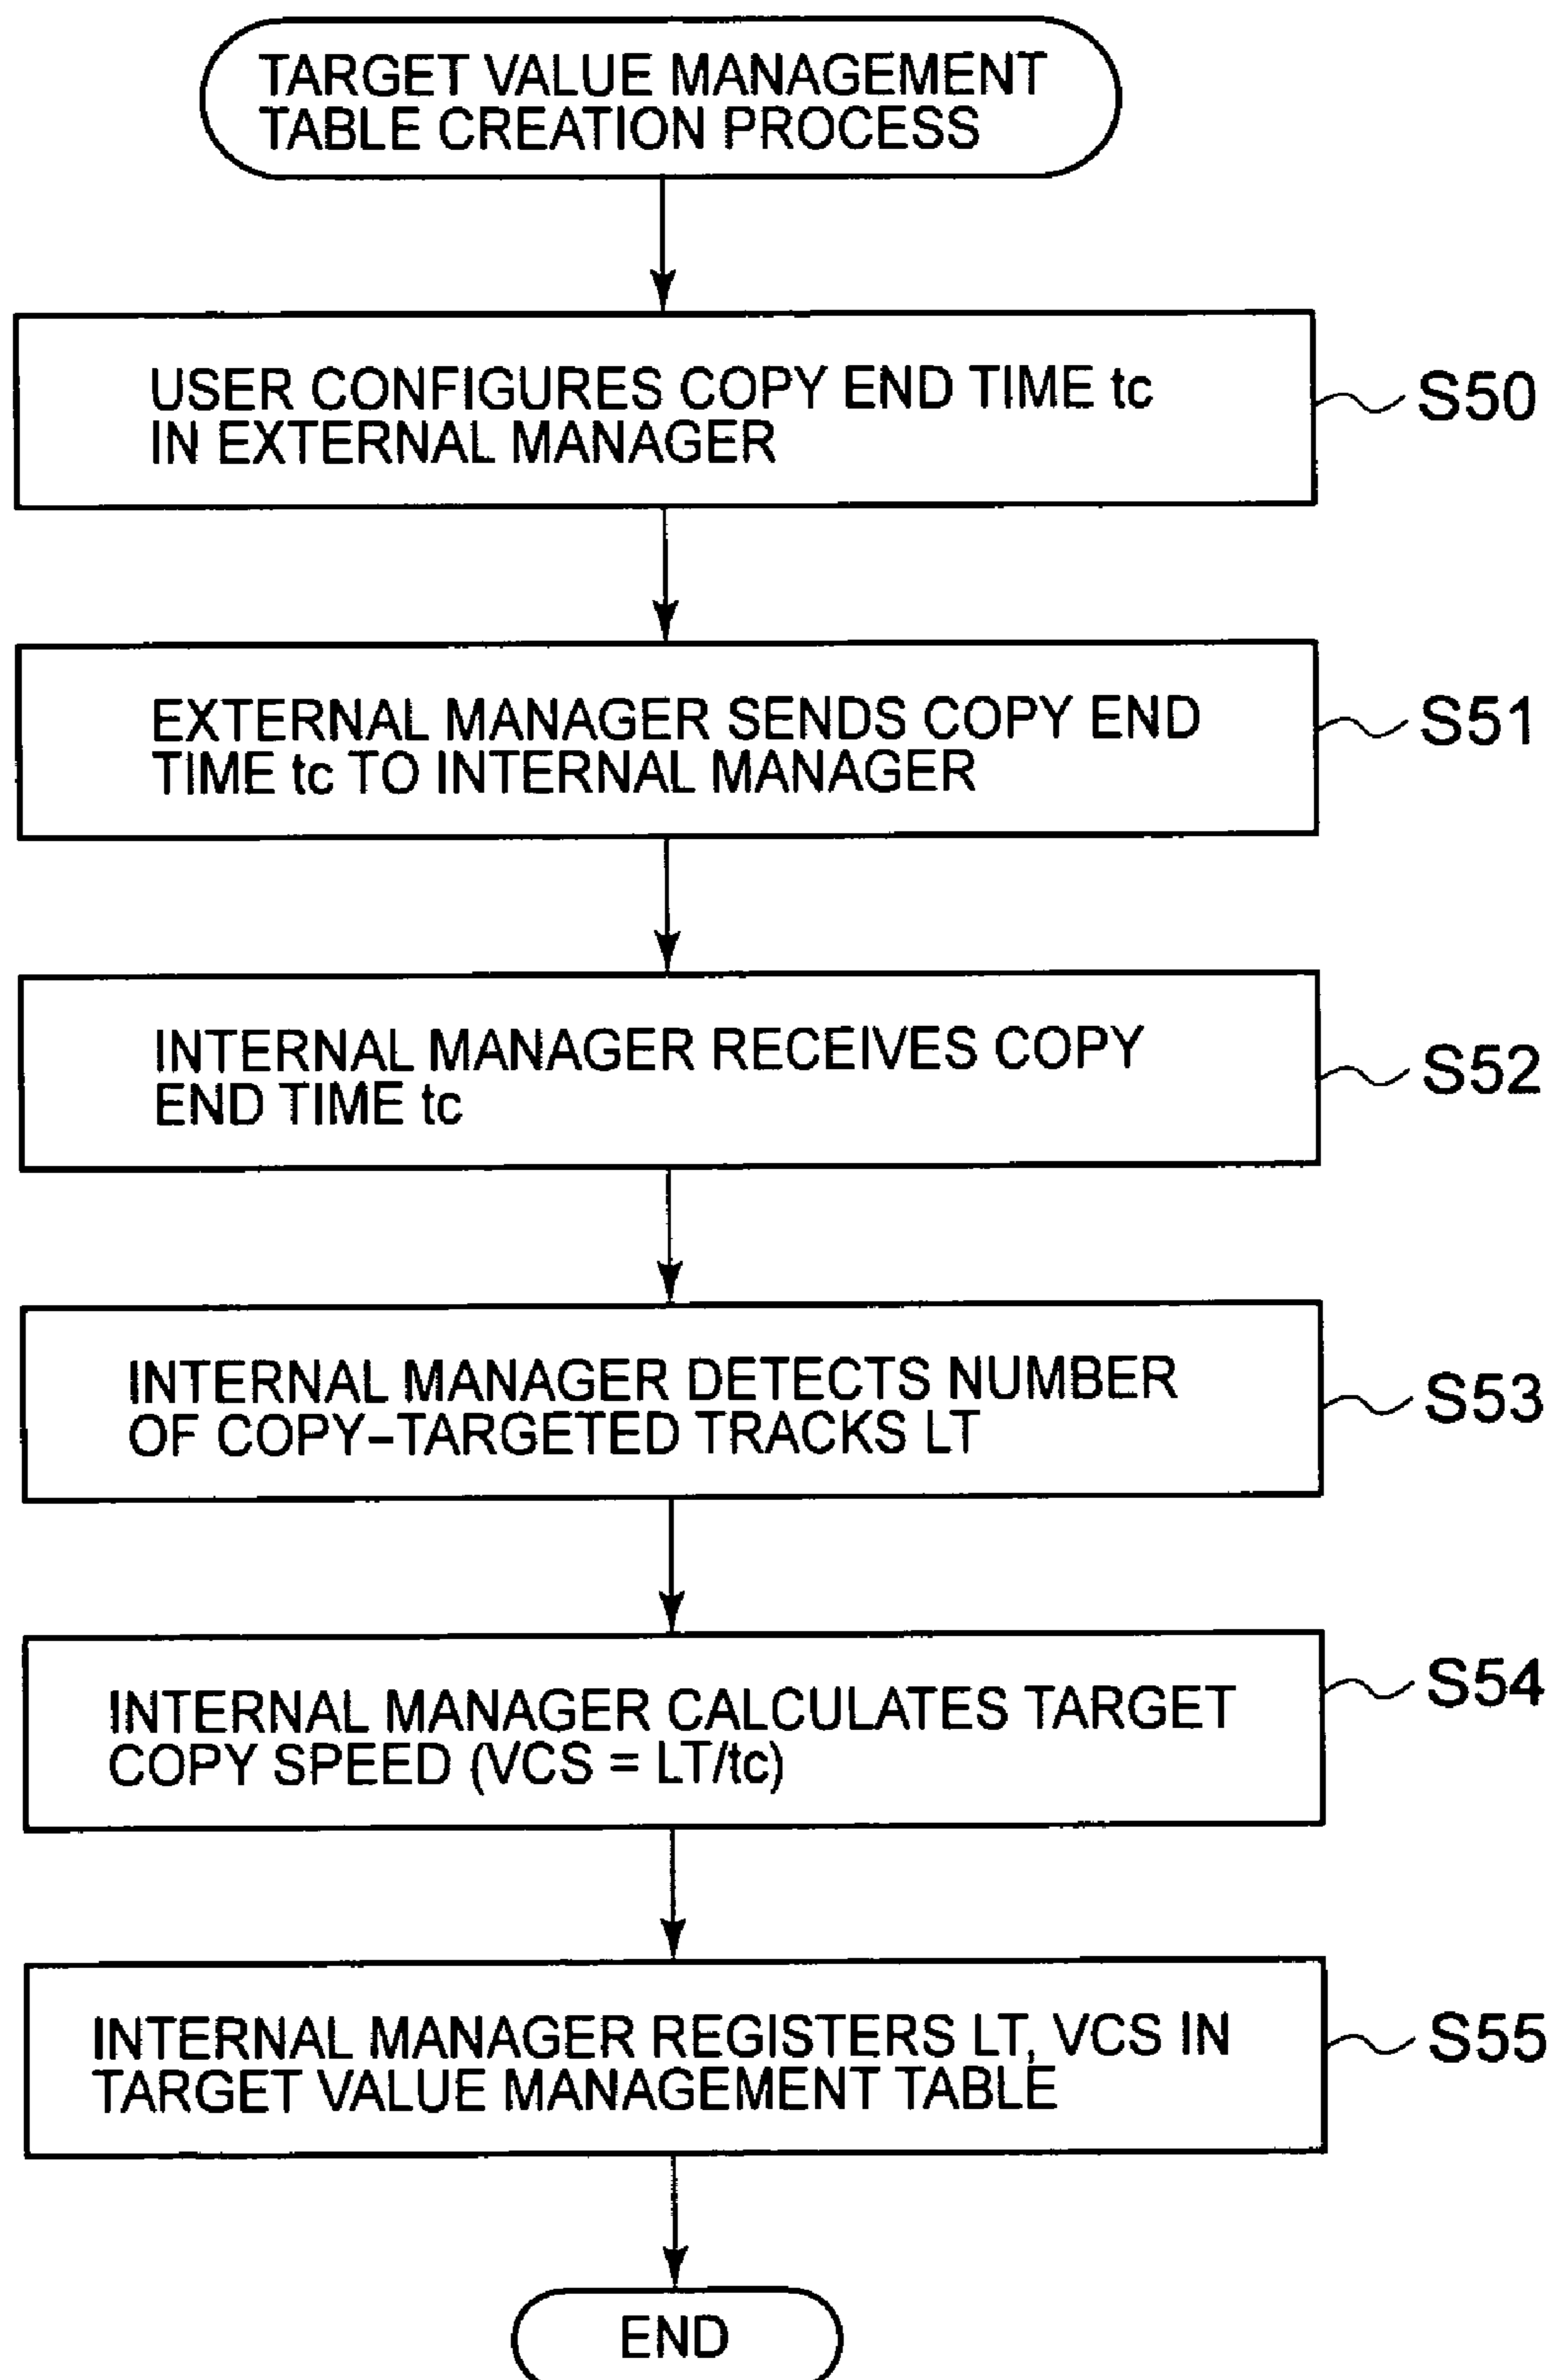 TARGET VALUE MANAGEMENT
TABLE CREATION PROCESS
USER CONFIGURES COPY END TIME tc
IN EXTERNAL MANAGER
S50
EXTERNAL MANAGER SENDS COPY END
TIME tc TO INTERNAL MANAGER
S51
INTERNAL MANAGER RECEIVES COPY
END TIME tc
S52
INTERNAL MANAGER DETECTS NUMBER
OF COPY-TARGETED TRACKS LT
S53
INTERNAL MANAGER CALCULATES TARGET
COPY SPEED (VCS = LT/tc)
S54
INTERNAL MANAGER REGISTERS LT, VCS IN
TARGET VALUE MANAGEMENT TABLE
S55
END